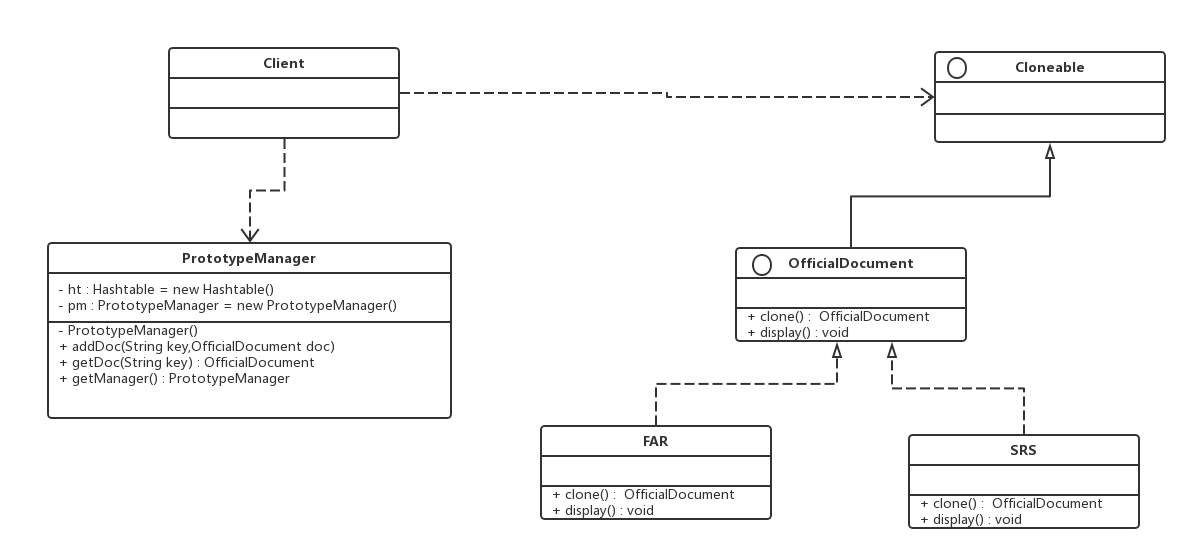 Client
Cloneable
PrototypeManager
- ht : Hashtable = new Hashtable()
- pm : PrototypeManager = new PrototypeManager()
- PrototypeManager()
+ addDoc(String key,OfficialDocument doc)
+ getDoc(String key) : OfficialDocument
+ getManager() : PrototypeManager
OfficialDocument
+ clone() :  OfficialDocument
+ display() : void
FAR
+ clone() :  OfficialDocument
+ display() : void
SRS
+ clone() :  OfficialDocument
+ display() : void